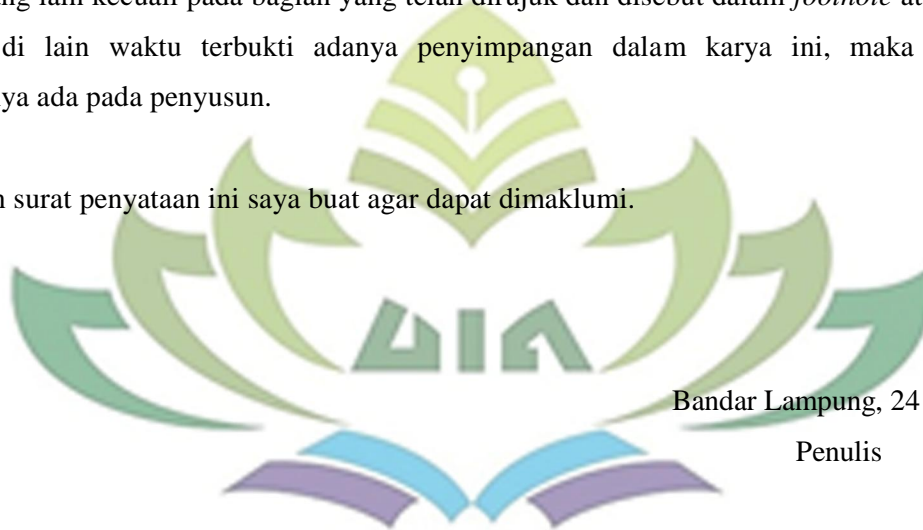 ng lain kecuali pada bagian yang telah dirujuk dan disebut dalam footnote at
di lain waktu terbukti adanya penyimpangan dalam karya ini, maka
ya ada pada penyusun.
n surat penyataan ini saya buat agar dapat dimaklumi.
UIN
Bandar Lampung, 24
Penulis